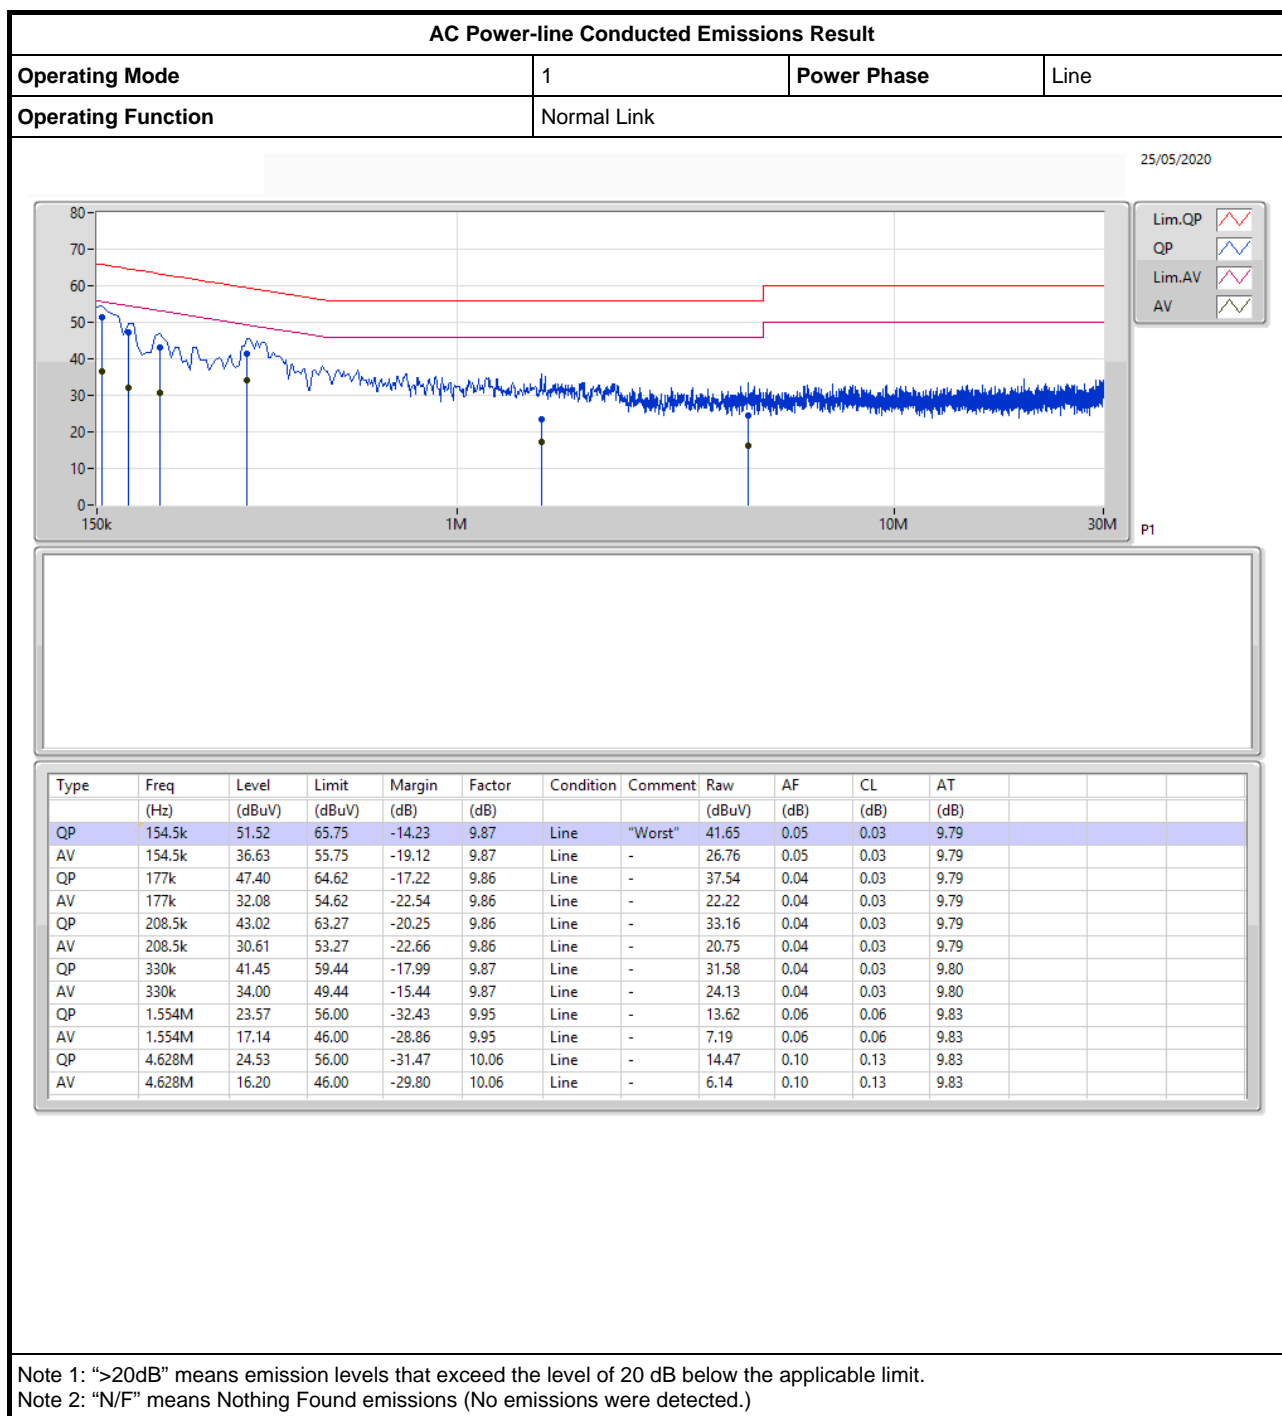 AC Power-line Conducted Emissions Result
Operating Mode 1 Power Phase Line
Operating Function Normal Link
25/05/2020
80
70
60
50
40
30
20
10
0
150k 1M 10M 30M
Lim.QP
QP
Lim.AV
AV
P1
Type Freq Level Limit Margin Factor Condition Comment Raw AF CL AT
(Hz) (dBuV) (dBuV) (dB) (dB) (dBuV) (dB) (dB) (dB)
QP 154.5k 51.52 65.75 -14.23 9.87 Line "Worst" 41.65 0.05 0.03 9.79
AV 154.5k 36.63 55.75 -19.12 9.87 Line - 26.76 0.05 0.03 9.79
QP 177k 47.40 64.62 -17.22 9.86 Line - 37.54 0.04 0.03 9.79
AV 177k 32.08 54.62 -22.54 9.86 Line - 22.22 0.04 0.03 9.79
QP 208.5k 43.02 63.27 -20.25 9.86 Line - 33.16 0.04 0.03 9.79
AV 208.5k 30.61 53.27 -22.66 9.86 Line - 20.75 0.04 0.03 9.79
QP 330k 41.45 59.44 -17.99 9.87 Line - 31.58 0.04 0.03 9.80
AV 330k 34.00 49.44 -15.44 9.87 Line - 24.13 0.04 0.03 9.80
QP 1.554M 23.57 56.00 -32.43 9.95 Line - 13.62 0.06 0.06 9.83
AV 1.554M 17.14 46.00 -28.86 9.95 Line - 7.19 0.06 0.06 9.83
QP 4.628M 24.53 56.00 -31.47 10.06 Line - 14.47 0.10 0.13 9.83
AV 4.628M 16.20 46.00 -29.80 10.06 Line - 6.14 0.10 0.13 9.83
Note 1: “>20dB” means emission levels that exceed the level of 20 dB below the applicable limit.
Note 2: “N/F” means Nothing Found emissions (No emissions were detected.)